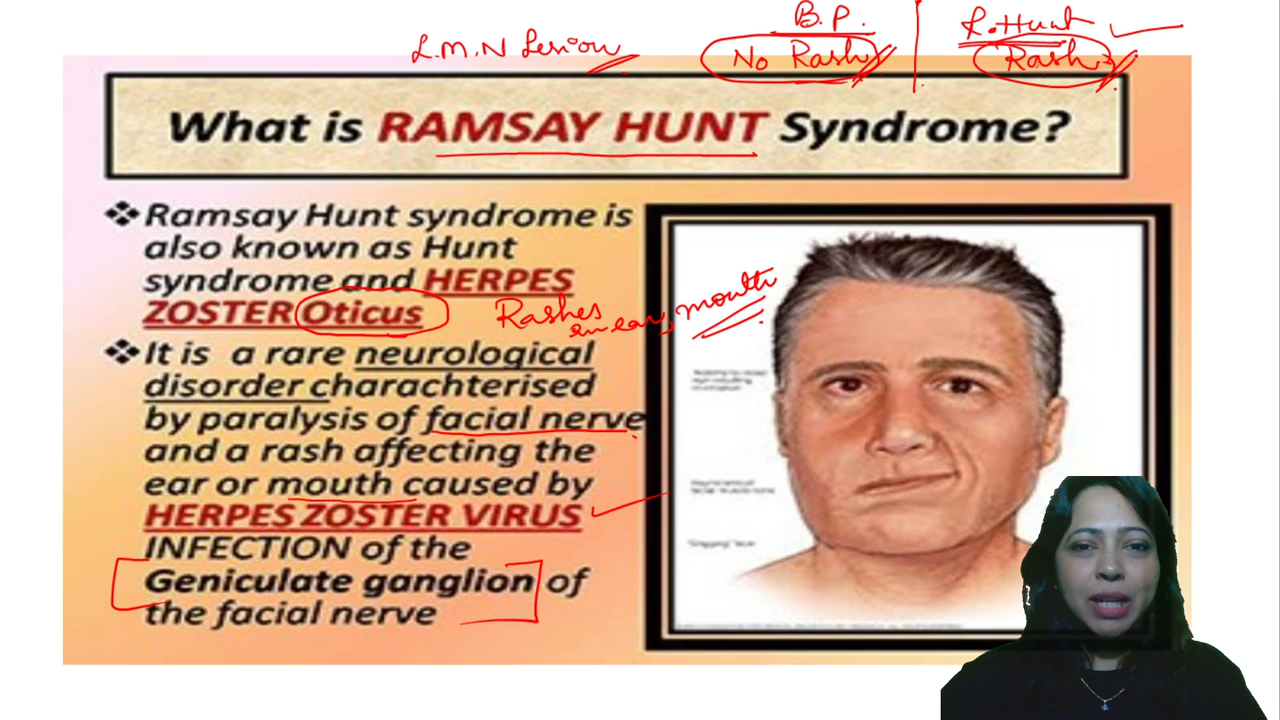 B.P.
R.Hunt
L.M.N Lesion
No Rash
Rash
What is RAMSAY HUNT Syndrome?
❖Ramsay Hunt syndrome is
also known as Hunt
syndrome and HERPES
ZOSTER Oticus
Rashes
in ear, mouth
❖It is a rare neurological
disorder charachterised
by paralysis of facial nerve
and a rash affecting the
ear or mouth caused by
HERPES ZOSTER VIRUS
INFECTION of the
Geniculate ganglion of
the facial nerve